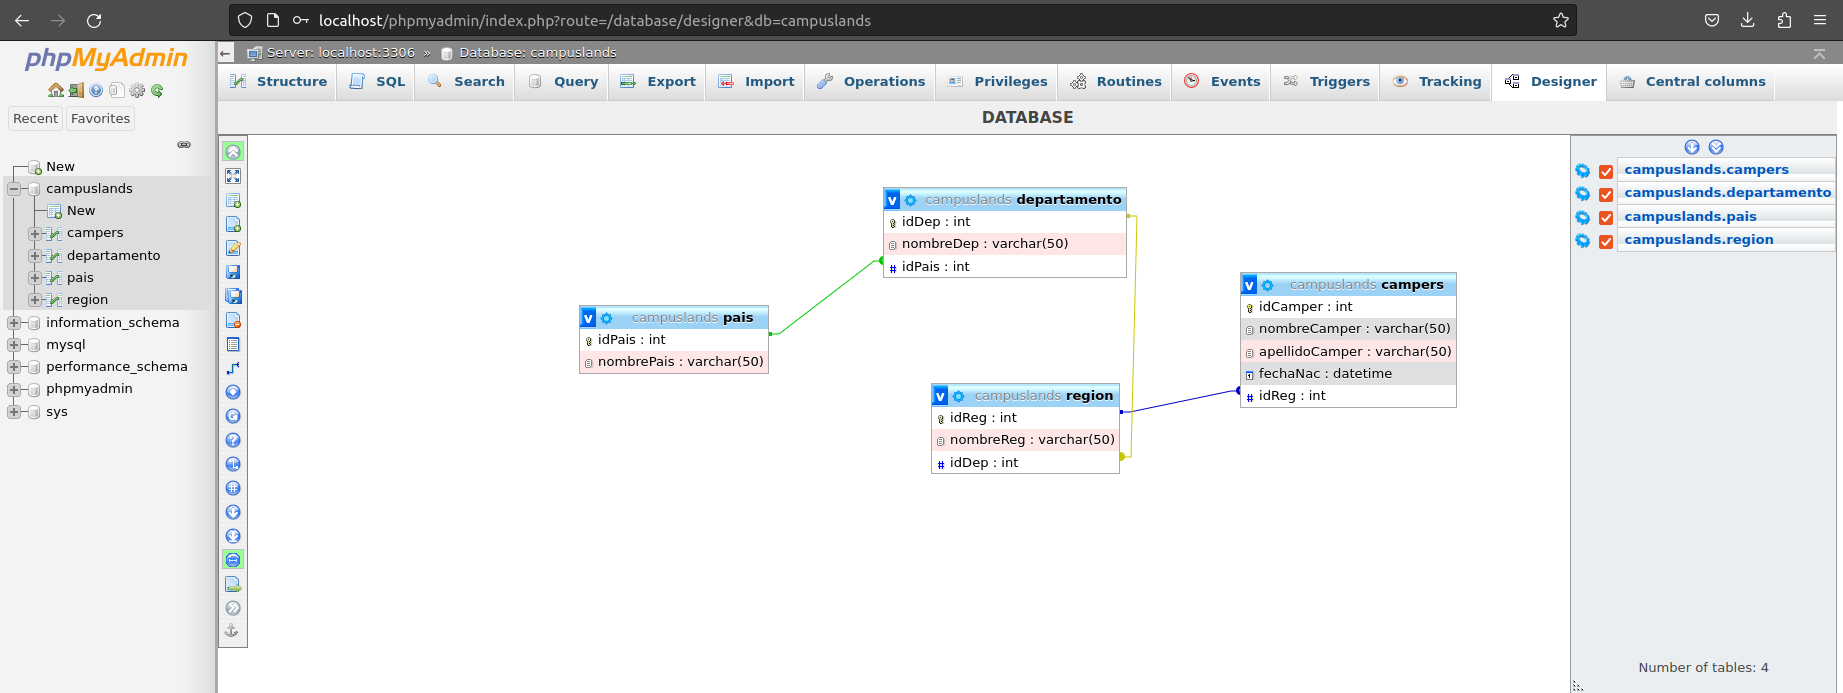 localhost/phpmyadmin/index.php?route=/database/designer&db=campuslands
phpMyAdmin
Recent
Favorites
New
campuslands
New
campers
departamento
pais
region
information_schema
mysql
performance_schema
phpmyadmin
sys
Server: localhost:3306 » Database: campuslands
Structure
SQL
Search
Query
Export
Import
Operations
Privileges
Routines
Events
Triggers
Tracking
Designer
Central columns
DATABASE
v campuslands departamento
idDep : int
nombreDep : varchar(50)
# idPais : int
v campuslands pais
idPais : int
nombrePais : varchar(50)
v campuslands campers
idCamper : int
nombreCamper : varchar(50)
apellidoCamper : varchar(50)
fechaNac : datetime
# idReg : int
v campuslands region
idReg : int
nombreReg : varchar(50)
# idDep : int
campuslands.campers
campuslands.departamento
campuslands.pais
campuslands.region
Number of tables: 4